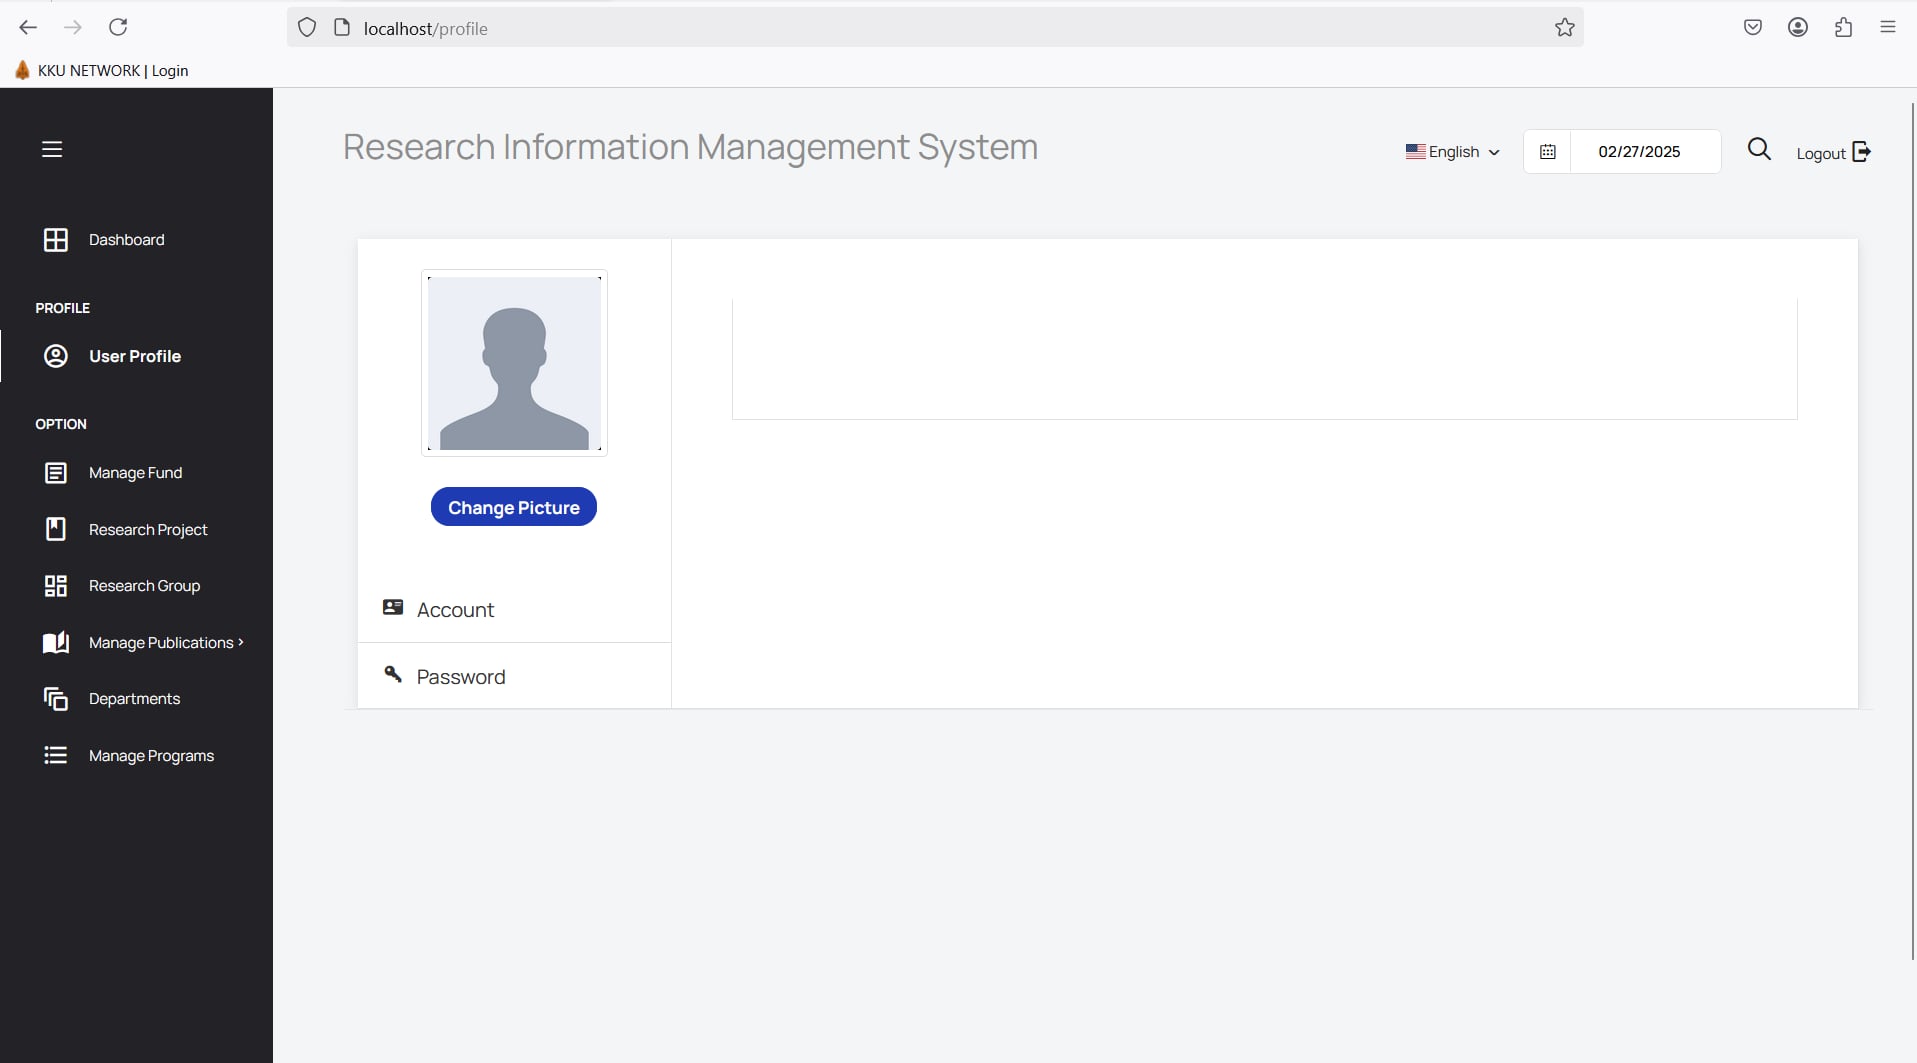 localhost/profile
KKU NETWORK | Login
Research Information Management System
English
02/27/2025
Logout
Dashboard
PROFILE
User Profile
OPTION
Manage Fund
Research Project
Research Group
Manage Publications >
Departments
Manage Programs
Change Picture
Account
Password